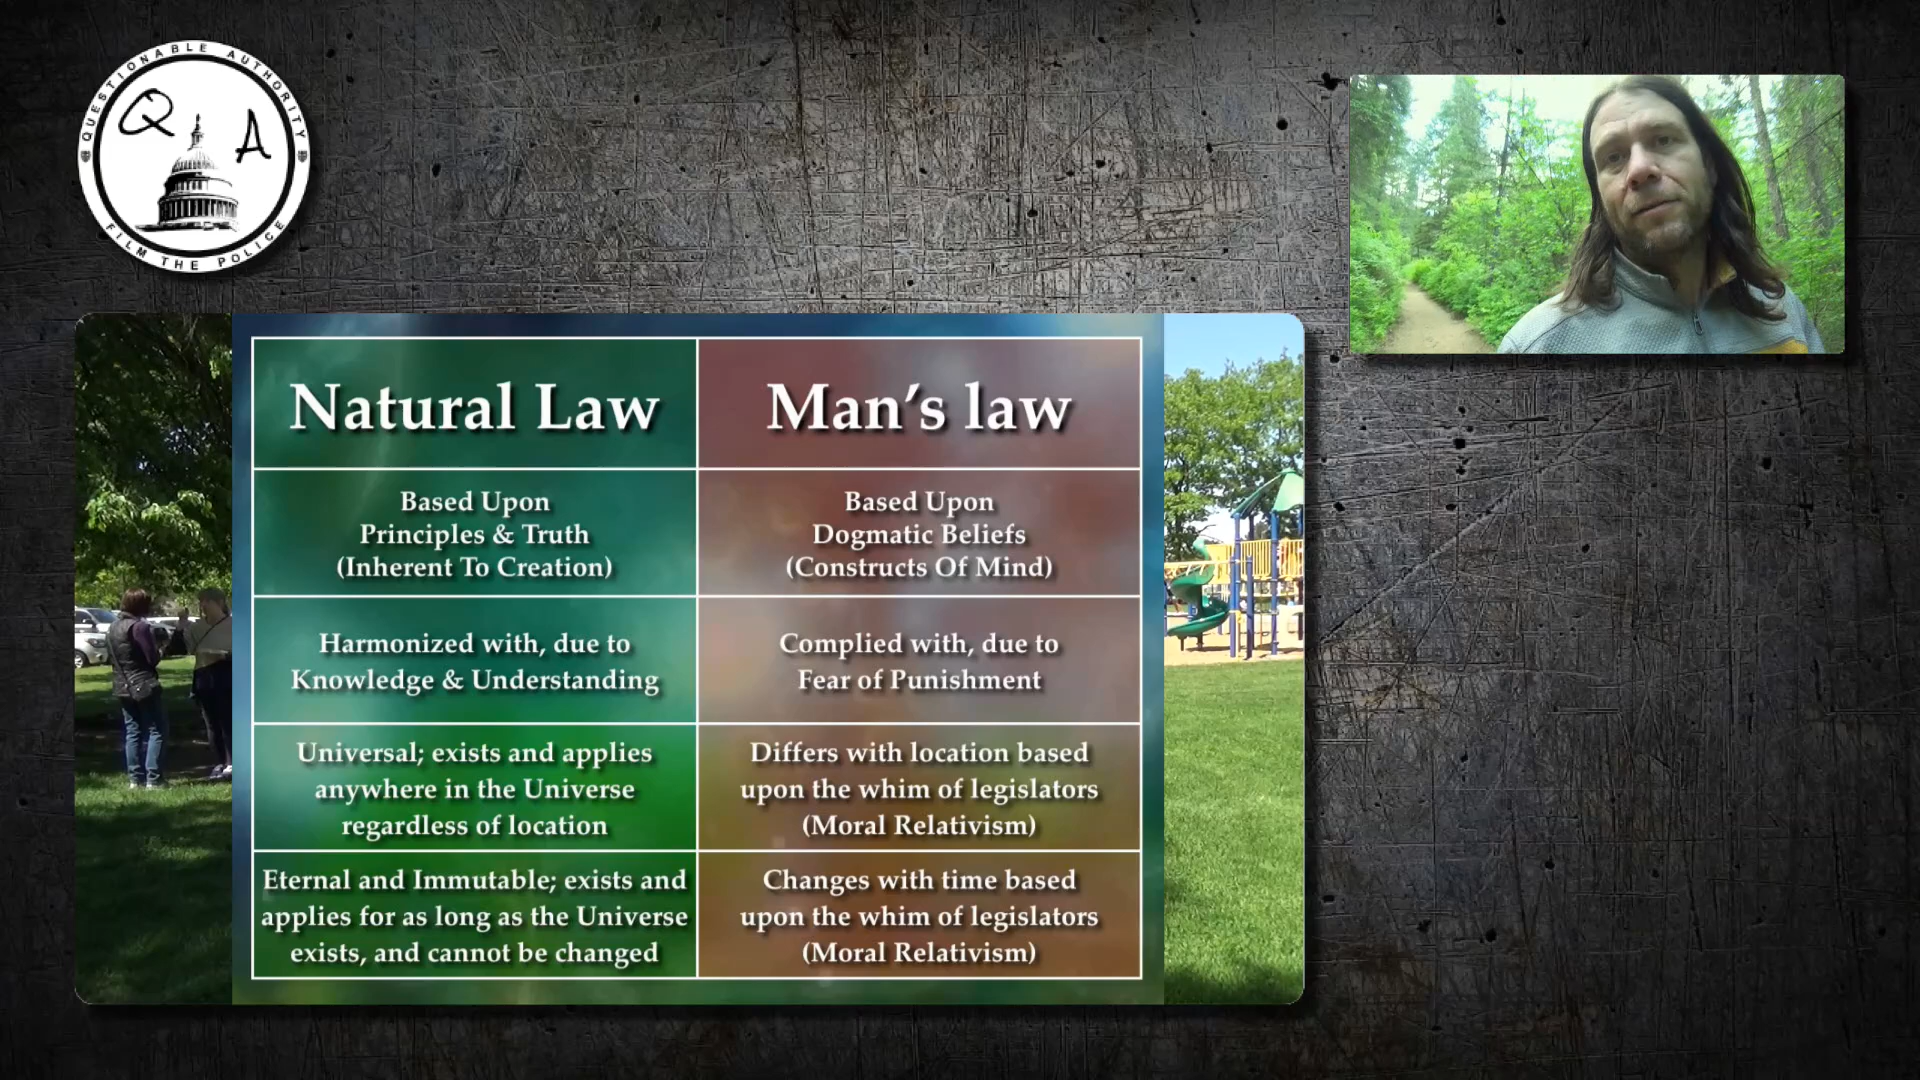 QUESTIONABLE AUTHORITY
Q A
FILM THE POLICE
Natural Law
Man's law
Based Upon
Principles & Truth
(Inherent To Creation)
Based Upon
Dogmatic Beliefs
(Constructs Of Mind)
Harmonized with, due to
Knowledge & Understanding
Complied with, due to
Fear of Punishment
Universal; exists and applies
anywhere in the Universe
regardless of location
Differs with location based
upon the whim of legislators
(Moral Relativism)
Eternal and Immutable; exists and
applies for as long as the Universe
exists, and cannot be changed
Changes with time based
upon the whim of legislators
(Moral Relativism)